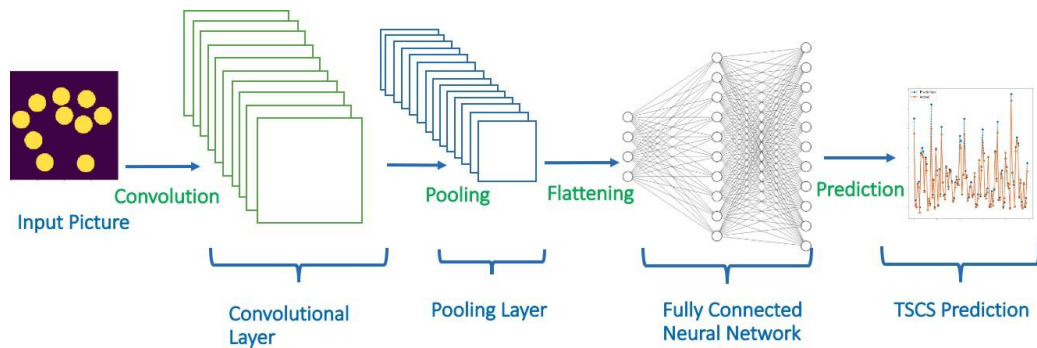 Convolution
Pooling
Flattening
Prediction
Input Picture
Convolutional
Layer
Pooling Layer
Fully Connected
Neural Network
TSCS Prediction